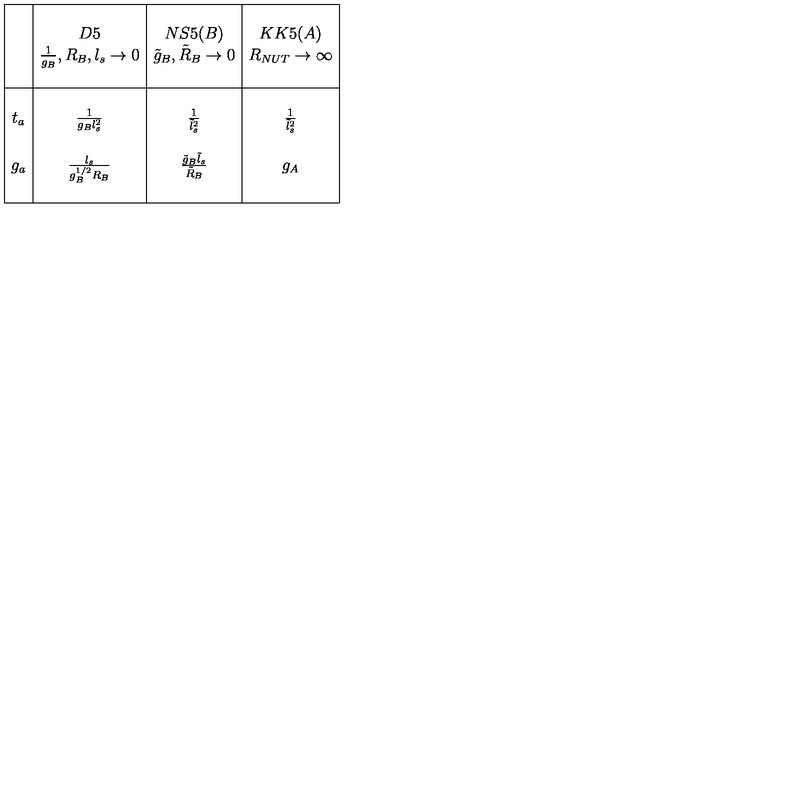 D5 NS5(B) KK5(A)
$\frac{1}{g_B}, R_B, l_s \to 0$ $\tilde{g}_B, \tilde{R}_B \to 0$ $R_{NUT} \to \infty$
$t_a$ $\frac{1}{g_B l_s^2}$ $\frac{1}{\tilde{l}_s^2}$ $\frac{1}{\tilde{l}_s^2}$
$g_a$ $\frac{l_s}{g_B^{1/2} R_B}$ $\frac{\tilde{g}_B \tilde{l}_s}{\tilde{R}_B}$ $g_A$